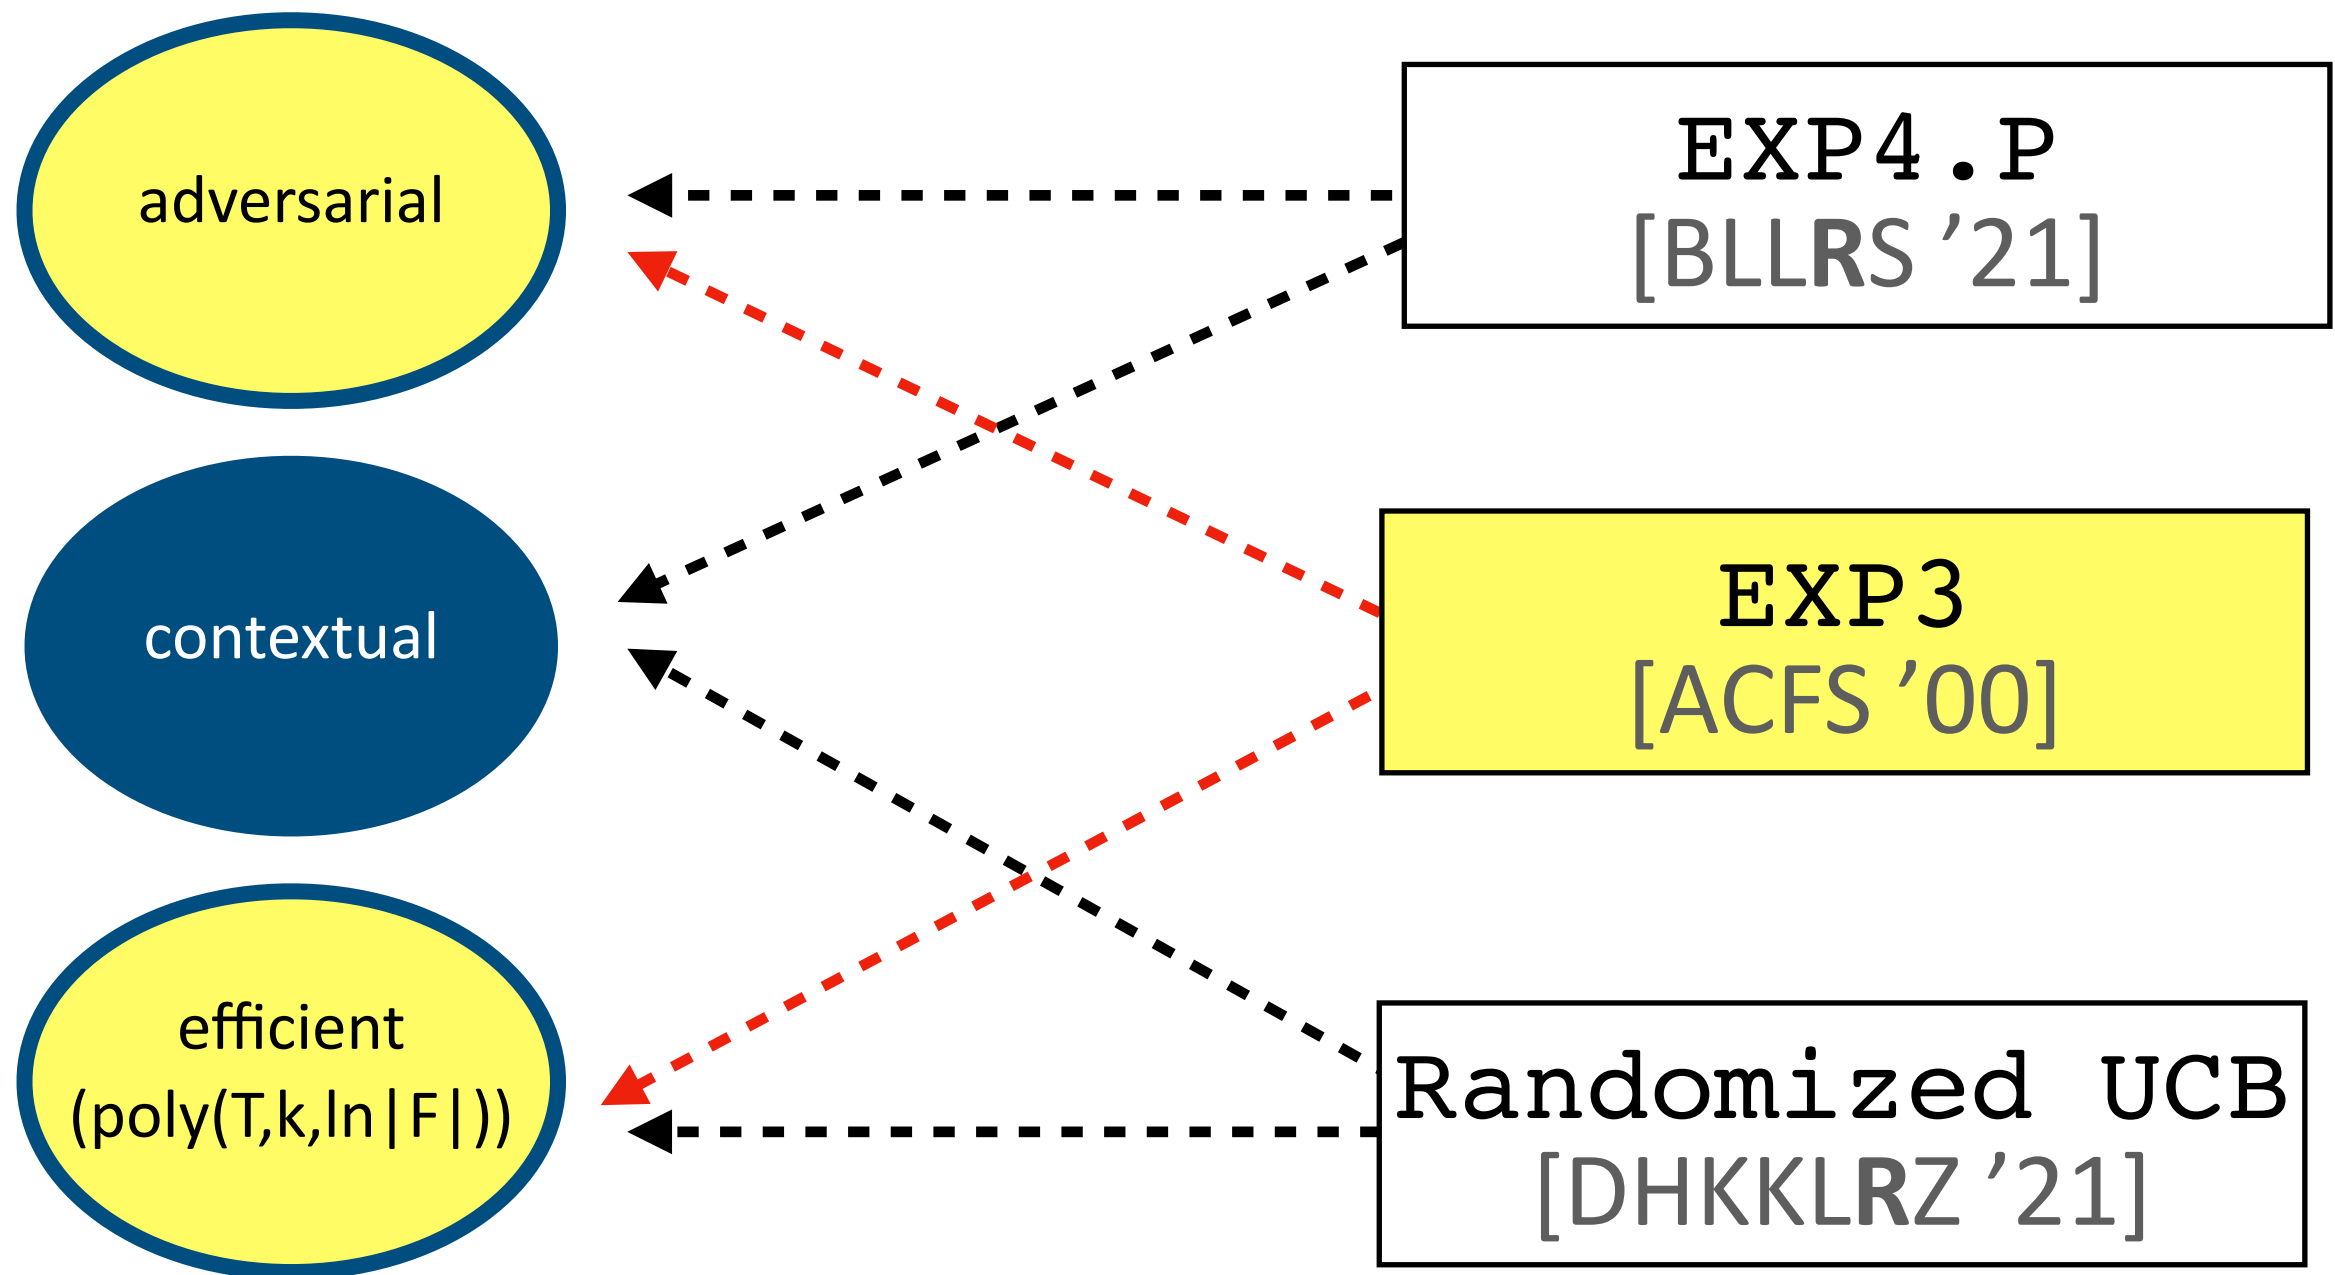 adversarial
EXP4.P
[BLLRS ’21]
contextual
EXP3
[ACFS ’00]
efficient
(poly(T,k,ln|F|))
Randomized UCB
[DHKKLRZ ’21]